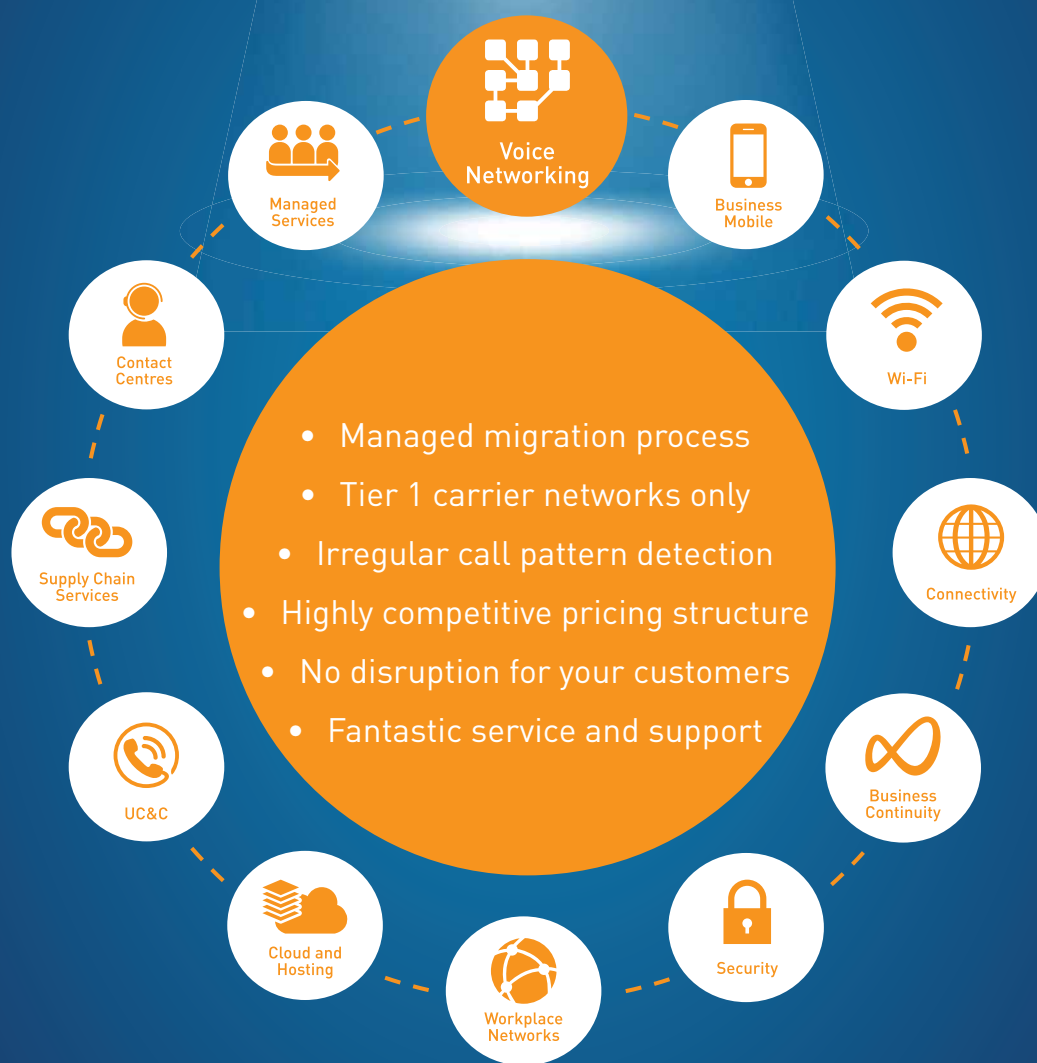 Voice
Networking
Business
Mobile
Wi-Fi
Connectivity
Business
Continuity
Security
Workplace
Networks
Cloud and
Hosting
UC&C
Supply Chain
Services
Contact
Centres
Managed
Services
• Managed migration process
• Tier 1 carrier networks only
• Irregular call pattern detection
• Highly competitive pricing structure
• No disruption for your customers
• Fantastic service and support